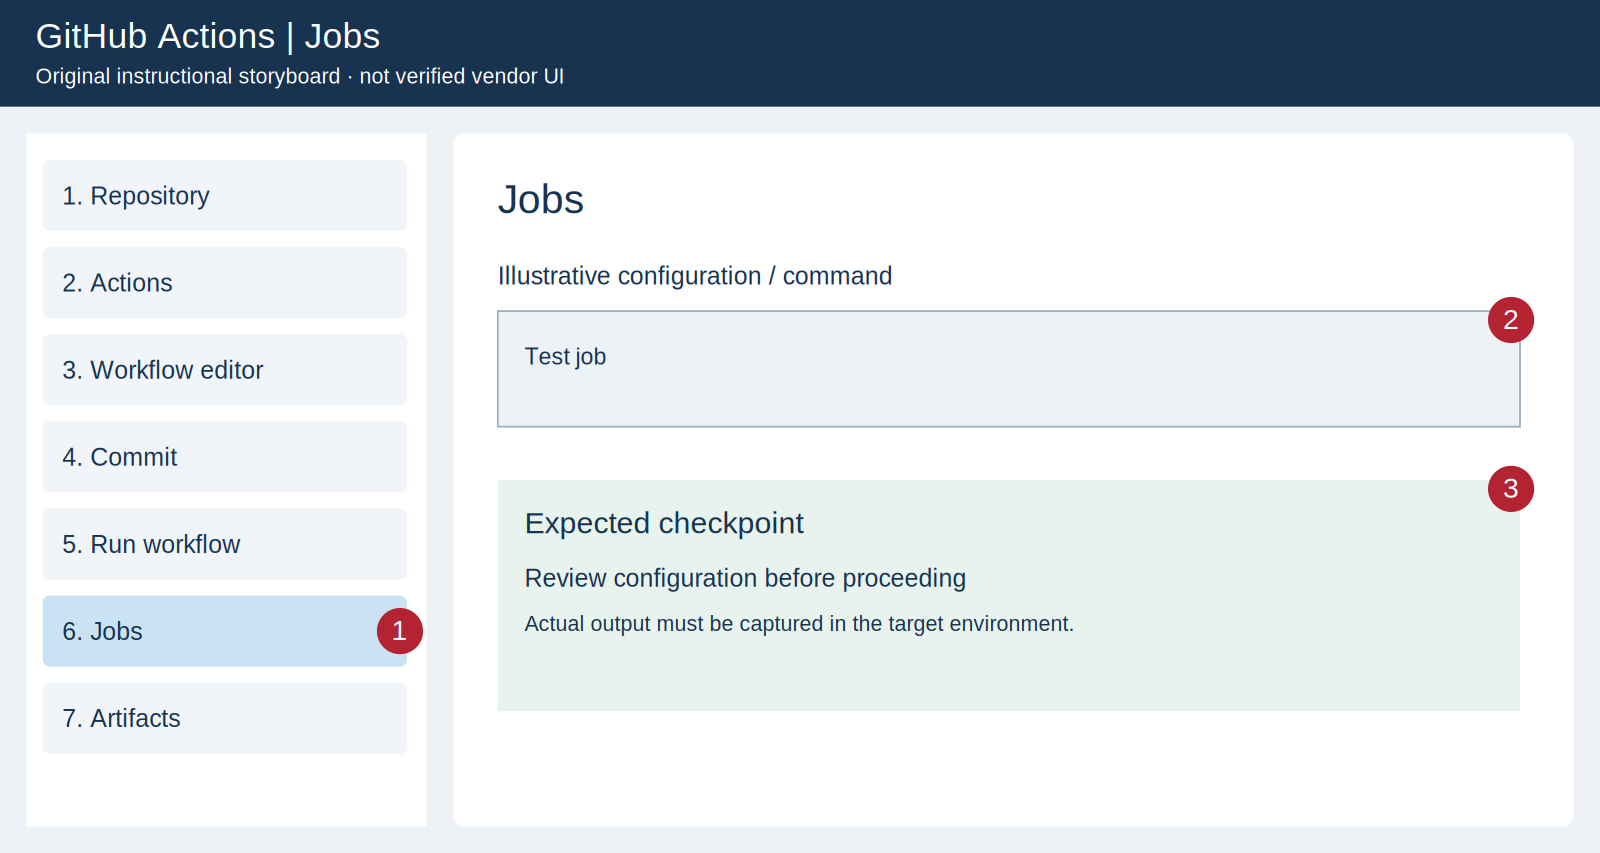 GitHub Actions | Jobs
Original instructional storyboard · not verified vendor UI
1. Repository
2. Actions
3. Workflow editor
4. Commit
5. Run workflow
6. Jobs
1
7. Artifacts
Jobs
Illustrative configuration / command
2
Test job
3
Expected checkpoint
Review configuration before proceeding
Actual output must be captured in the target environment.